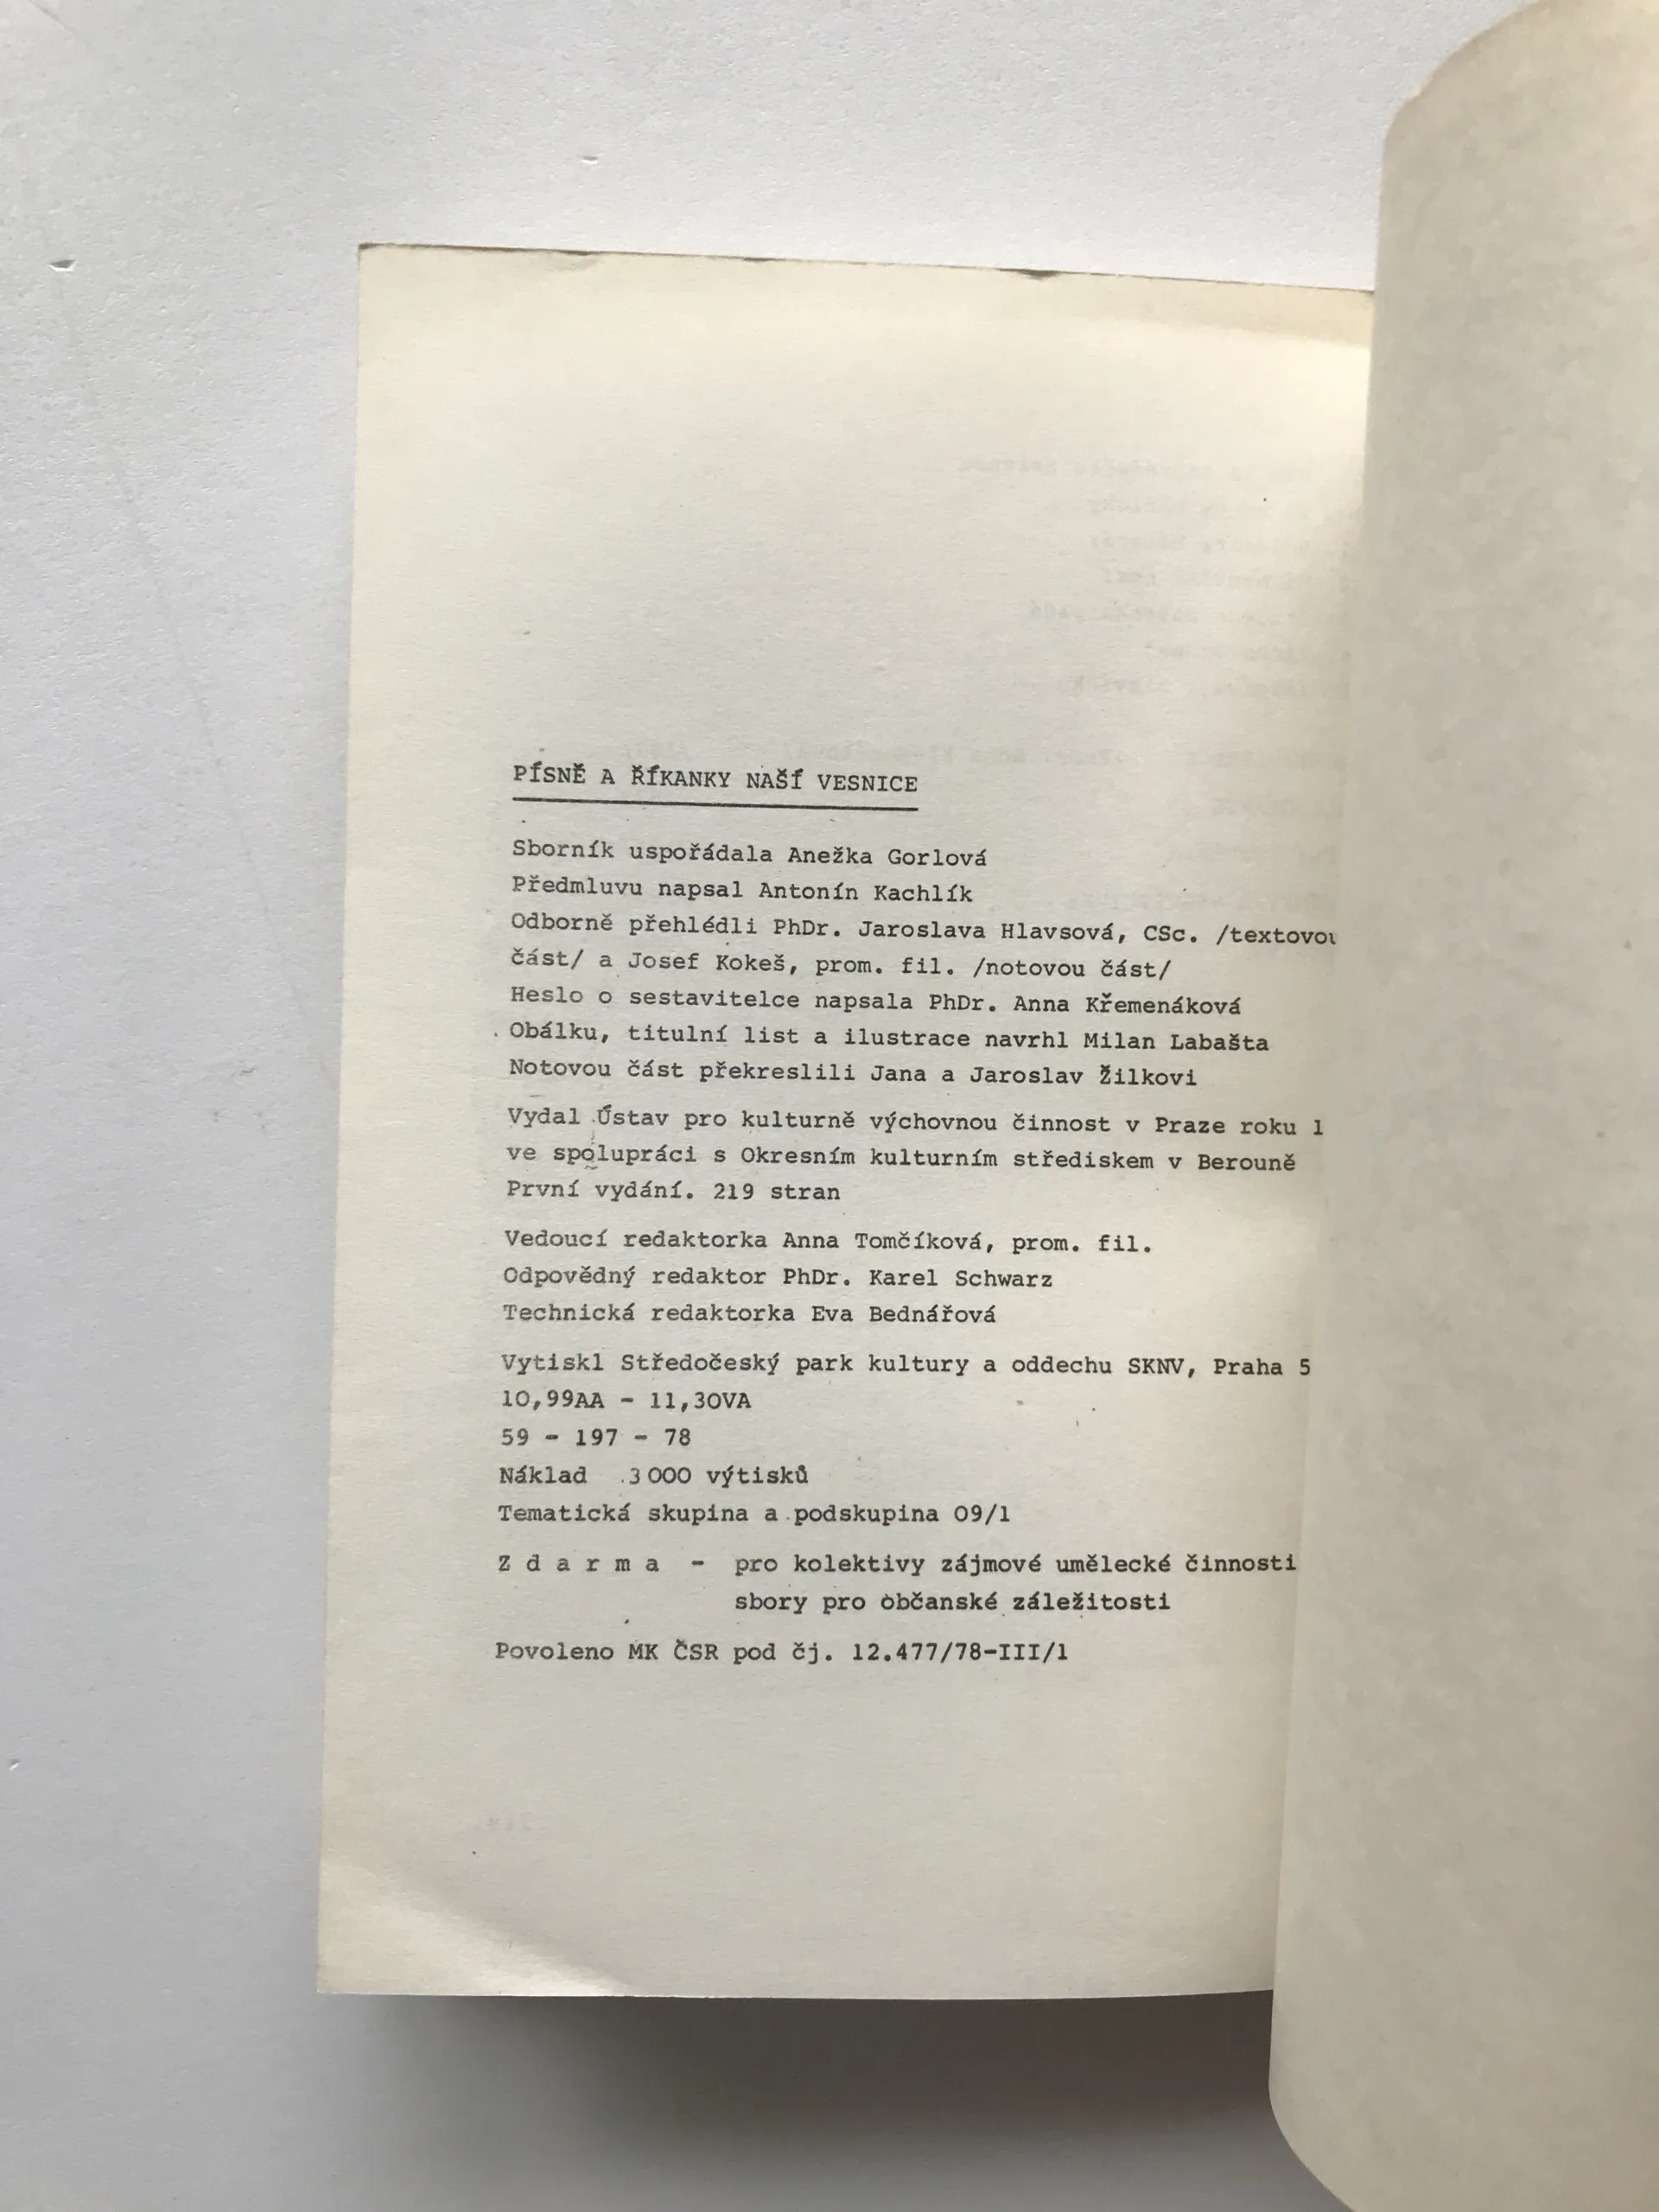 PÍSNĚ A ŘÍKANKY NAŠÍ VESNICE
Sborník uspořádala Anežka Gorlová
Předmluvu napsal Antonín Kachlík
Odborně přehlédli PhDr. Jaroslava Hlavsová, CSc. /textovou
část/ a Josef Kokeš, prom. fil. /notovou část/
Heslo o sestavitelce napsala PhDr. Anna Křemenáková
Obálku, titulní list a ilustrace navrhl Milan Labašta
Notovou část překreslili Jana a Jaroslav Žilkovi
Vydal Ústav pro kulturně výchovnou činnost v Praze roku 1
ve spolupráci s Okresním kulturním střediskem v Berouně
První vydání. 219 stran
Vedoucí redaktorka Anna Tomčíková, prom. fil.
Odpovědný redaktor PhDr. Karel Schwarz
Technická redaktorka Eva Bednářová
Vytiskl Středočeský park kultury a oddechu SKNV, Praha 5
10,99AA - 11,30VA
59 - 197 - 78
Náklad 3000 výtisků
Tematická skupina a podskupina 09/1
Z d a r m a - pro kolektivy zájmové umělecké činnosti
sbory pro občanské záležitosti
Povoleno MK ČSR pod čj. 12.477/78-III/1